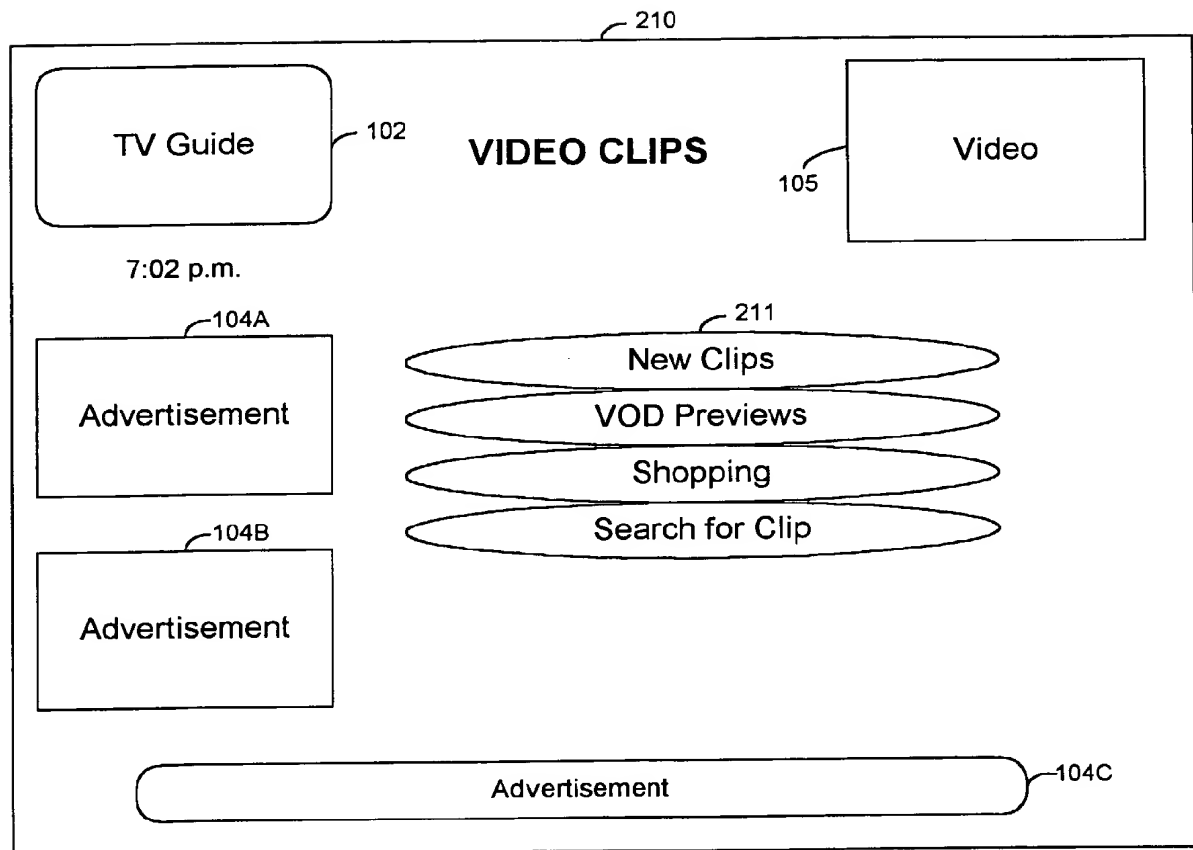 210
TV Guide
102
VIDEO CLIPS
105
Video
7:02 p.m.
104A
Advertisement
211
New Clips
VOD Previews
Shopping
Search for Clip
104B
Advertisement
Advertisement
104C